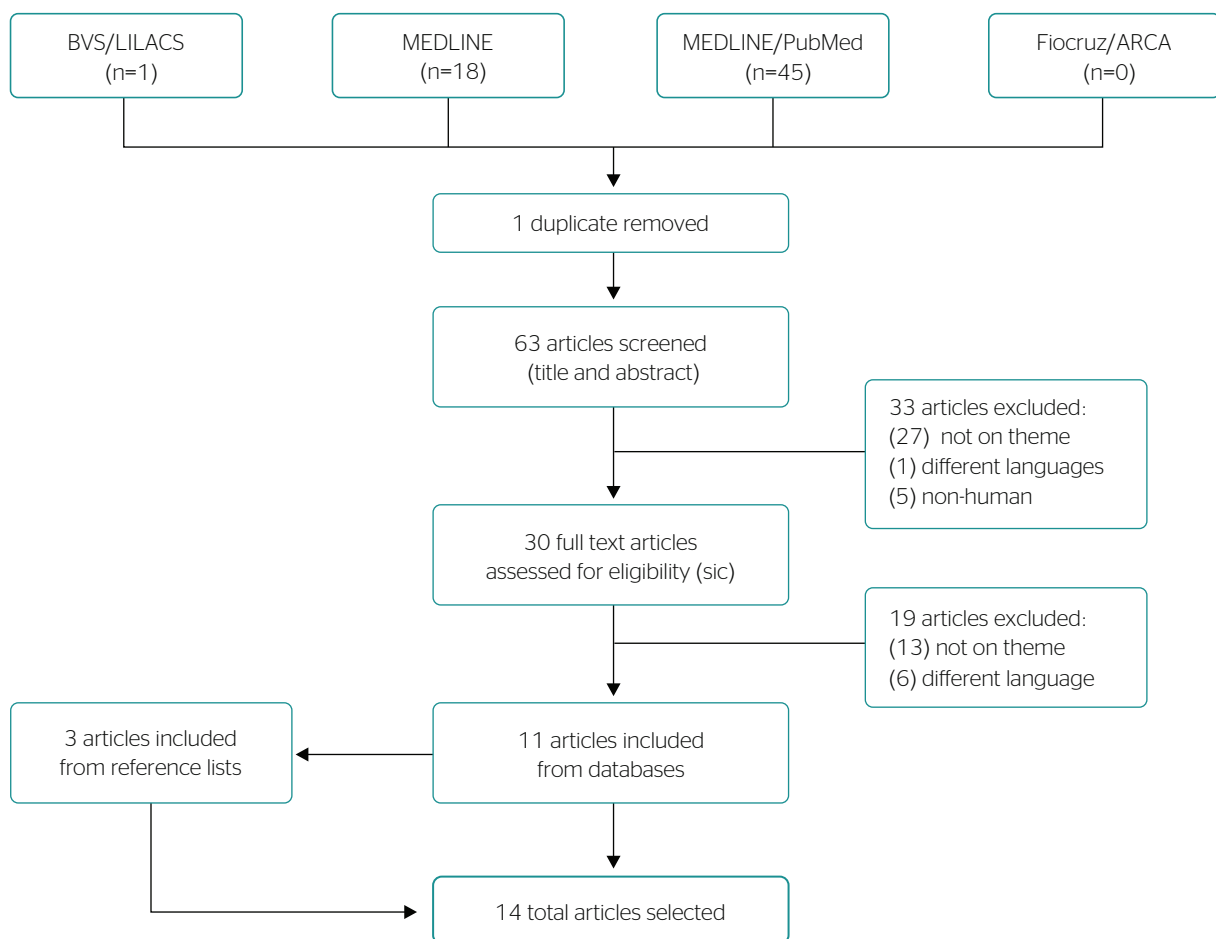 BVS/LILACS
(n=1)
MEDLINE
(n=18)
MEDLINE/PubMed
(n=45)
Fiocruz/ARCA
(n=0)
1 duplicate removed
63 articles screened
(title and abstract)
33 articles excluded:
(27) not on theme
(1) different languages
(5) non-human
30 full text articles
assessed for eligibility (sic)
19 articles excluded:
(13) not on theme
(6) different language
3 articles included
from reference lists
11 articles included
from databases
14 total articles selected